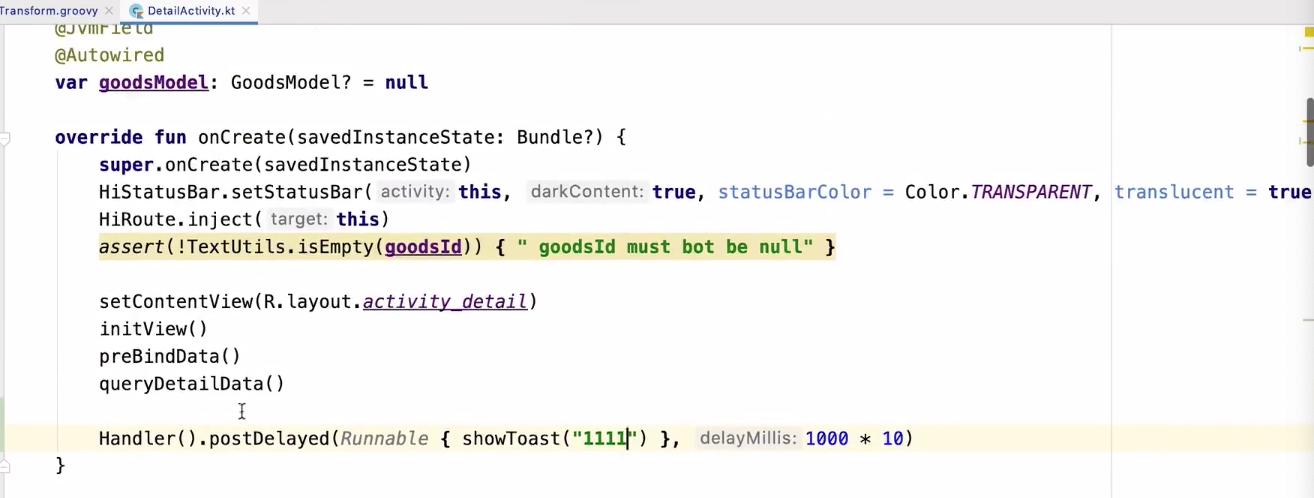 Transform.groovy × DetailActivity.kt ×
@JvmField
@Autowired
var goodsModel: GoodsModel? = null
override fun onCreate(savedInstanceState: Bundle?) {
super.onCreate(savedInstanceState)
HiStatusBar.setStatusBar( activity: this, darkContent: true, statusBarColor = Color.TRANSPARENT, translucent = true
HiRoute.inject( target: this)
assert(!TextUtils.isEmpty(goodsId)) { " goodsId must bot be null" }
setContentView(R.layout.activity_detail)
initView()
preBindData()
queryDetailData()
Handler().postDelayed(Runnable { showToast("1111") }, delayMillis: 1000 * 10)
}